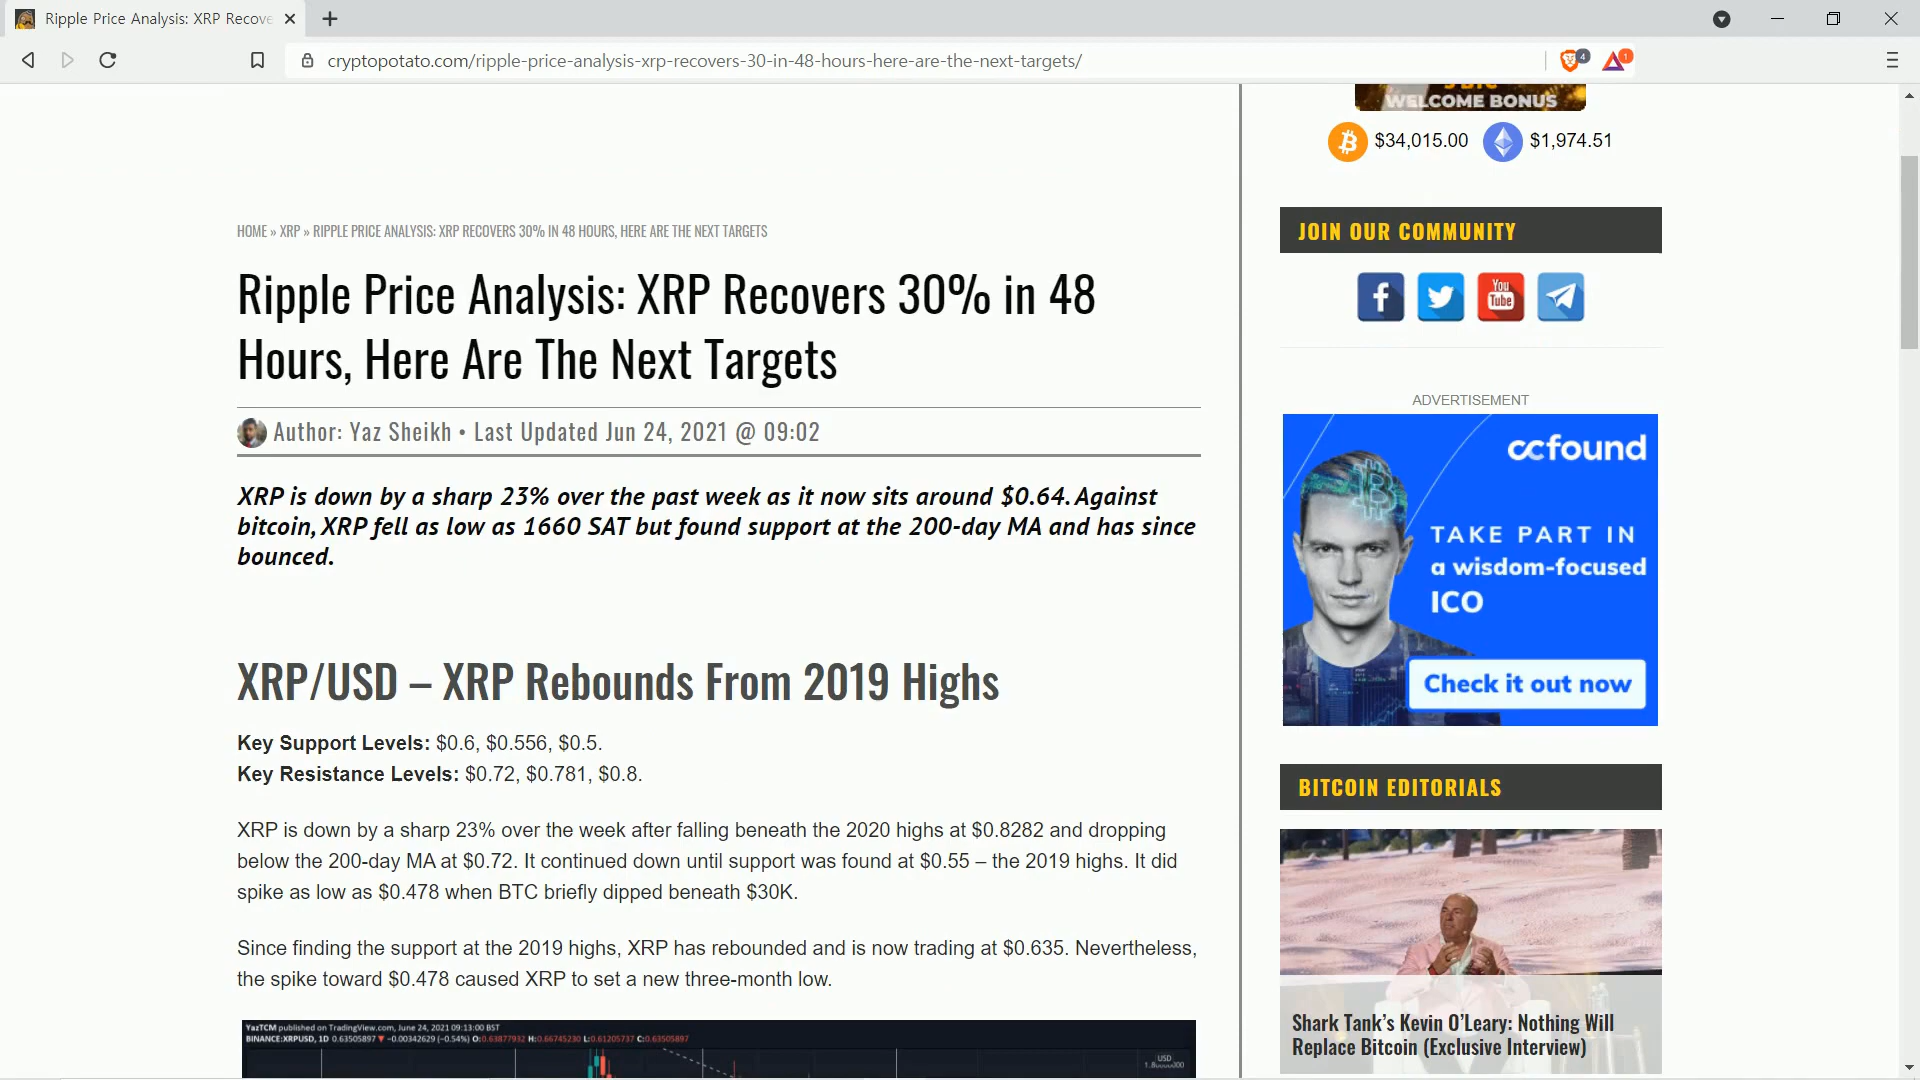 Ripple Price Analysis: XRP Recove
cryptopotato.com/ripple-price-analysis-xrp-recovers-30-in-48-hours-here-are-the-next-targets/
4
1
WELCOME BONUS
$34,015.00 $1,974.51
HOME » XRP » RIPPLE PRICE ANALYSIS: XRP RECOVERS 30% IN 48 HOURS, HERE ARE THE NEXT TARGETS
Ripple Price Analysis: XRP Recovers 30% in 48
Hours, Here Are The Next Targets
Author: Yaz Sheikh • Last Updated Jun 24, 2021 @ 09:02
XRP is down by a sharp 23% over the past week as it now sits around $0.64. Against
bitcoin, XRP fell as low as 1660 SAT but found support at the 200-day MA and has since
bounced.
XRP/USD – XRP Rebounds From 2019 Highs
Key Support Levels: $0.6, $0.556, $0.5.
Key Resistance Levels: $0.72, $0.781, $0.8.
XRP is down by a sharp 23% over the week after falling beneath the 2020 highs at $0.8282 and dropping
below the 200-day MA at $0.72. It continued down until support was found at $0.55 – the 2019 highs. It did
spike as low as $0.478 when BTC briefly dipped beneath $30K.
Since finding the support at the 2019 highs, XRP has rebounded and is now trading at $0.635. Nevertheless,
the spike toward $0.478 caused XRP to set a new three-month low.
YazTCM published on TradingView.com, June 24, 2021 09:13:00 BST
BINANCE:XRPUSD, 1D 0.63505897 ▼ −0.00342629 (−0.54%) O:0.63877932 H:0.66745230 L:0.61205737 C:0.63505897
USD
JOIN OUR COMMUNITY
You
Tube
ADVERTISEMENT
ccfound
TAKE PART IN
a wisdom-focused
ICO
Check it out now
BITCOIN EDITORIALS
Shark Tank's Kevin O'Leary: Nothing Will
Replace Bitcoin (Exclusive Interview)